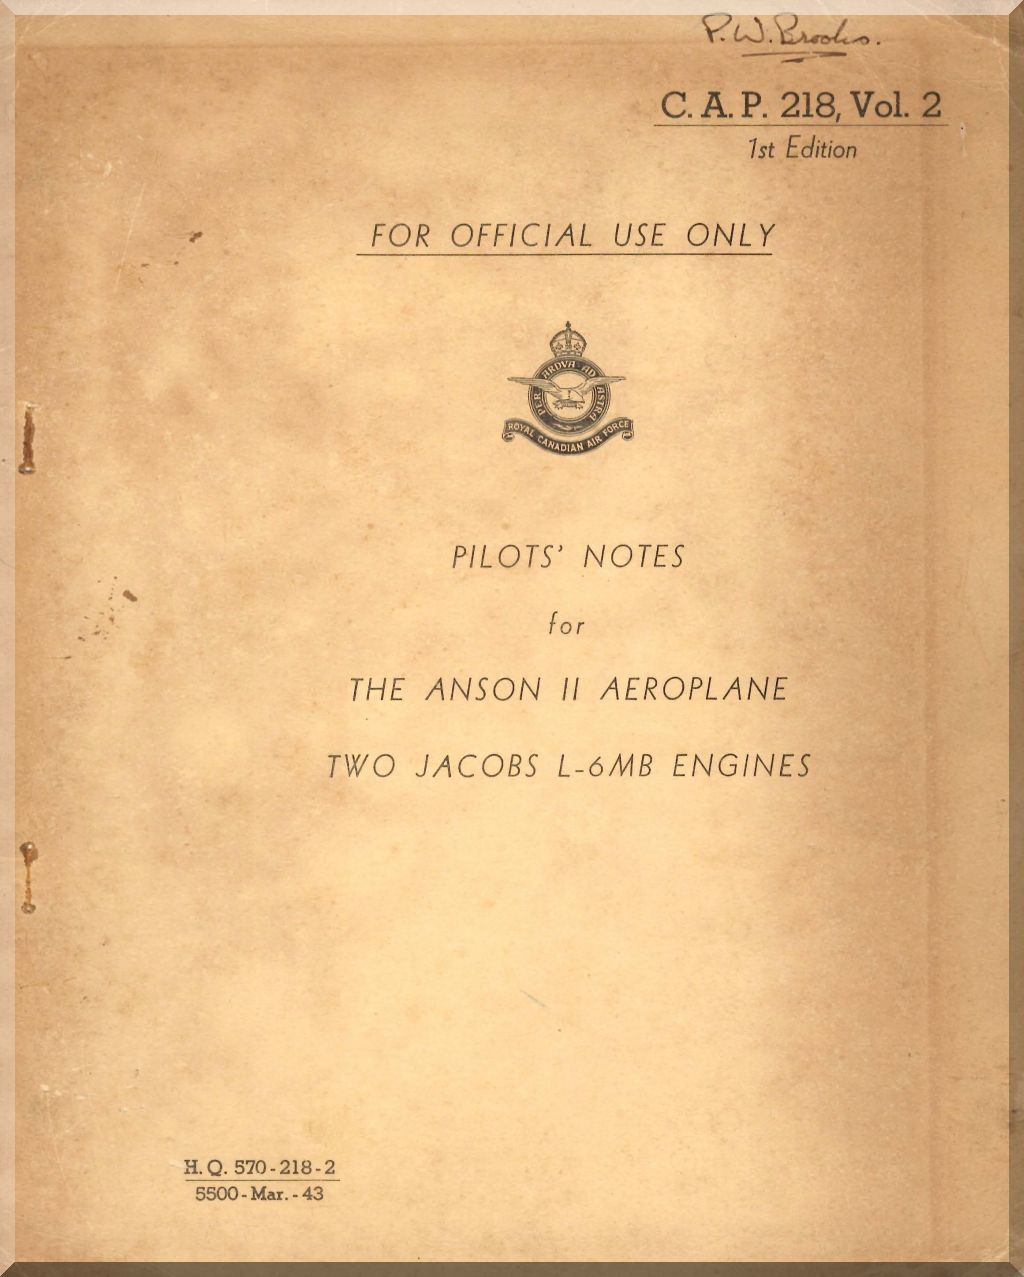 P.W. Brooks.
C. A. P. 218, Vol. 2
1st Edition
FOR OFFICIAL USE ONLY
PER ARDVA AD ASTRA
ROYAL CANADIAN AIR FORCE
PILOTS' NOTES
for
THE ANSON II AEROPLANE
TWO JACOBS L-6MB ENGINES
H. Q. 570-218-2
5500-Mar.-43